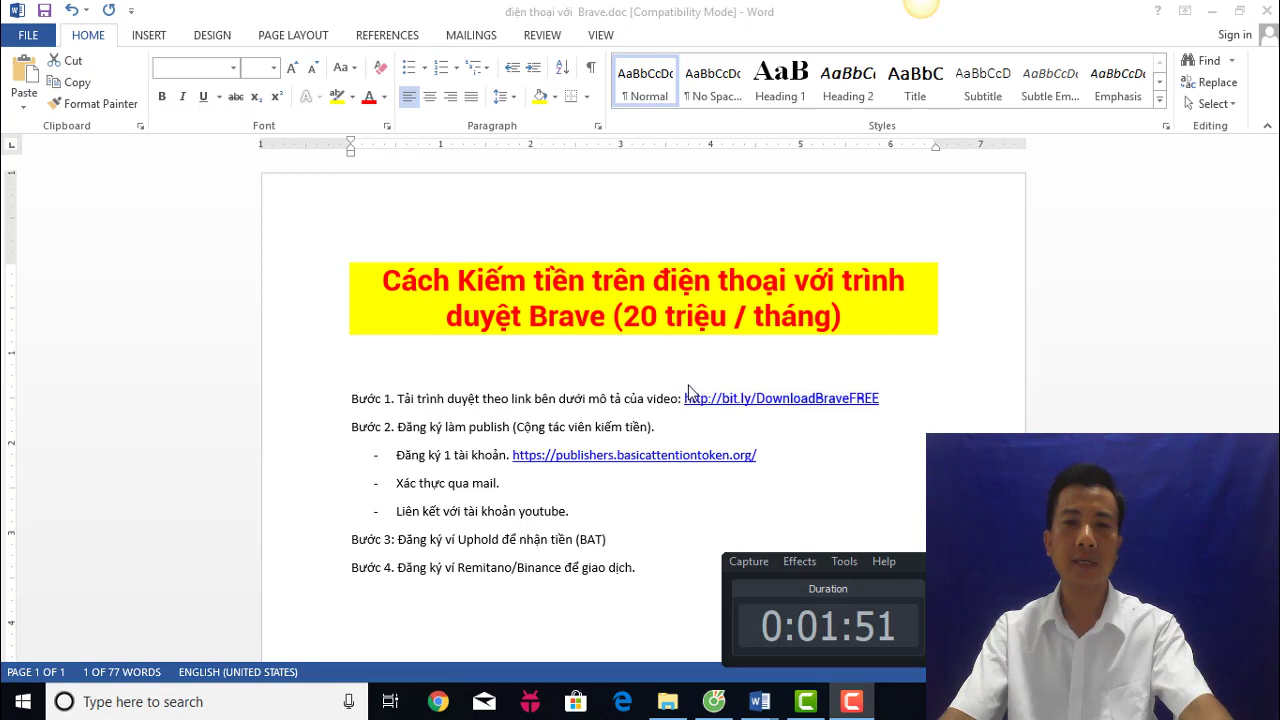 điện thoại với Brave.doc [Compatibility Mode] - Word
FILE HOME INSERT DESIGN PAGE LAYOUT REFERENCES MAILINGS REVIEW VIEW Sign in
Paste
Cut
Copy
Format Painter
Clipboard
Font
Paragraph
AaBbCcDc AaBbCcDc AaB AaBbCc AaBbC AaBbCcD AaBbCcDc AaBbCcDc
¶ Normal ¶ No Spac... Heading 1 Heading 2 Title Subtitle Subtle Em... Emphasis
Styles
Find
Replace
Select
Editing
Cách Kiếm tiền trên điện thoại với trình
duyệt Brave (20 triệu / tháng)
Bước 1. Tải trình duyệt theo link bên dưới mô tả của video: http://bit.ly/DownloadBraveFREE
Bước 2. Đăng ký làm publish (Cộng tác viên kiếm tiền).
- Đăng ký 1 tài khoản. https://publishers.basicattentiontoken.org/
- Xác thực qua mail.
- Liên kết với tài khoản youtube.
Bước 3: Đăng ký ví Uphold để nhận tiền (BAT)
Bước 4. Đăng ký ví Remitano/Binance để giao dịch.
Capture Effects Tools Help
Duration
0:01:51
PAGE 1 OF 1 1 OF 77 WORDS ENGLISH (UNITED STATES)
Type here to search